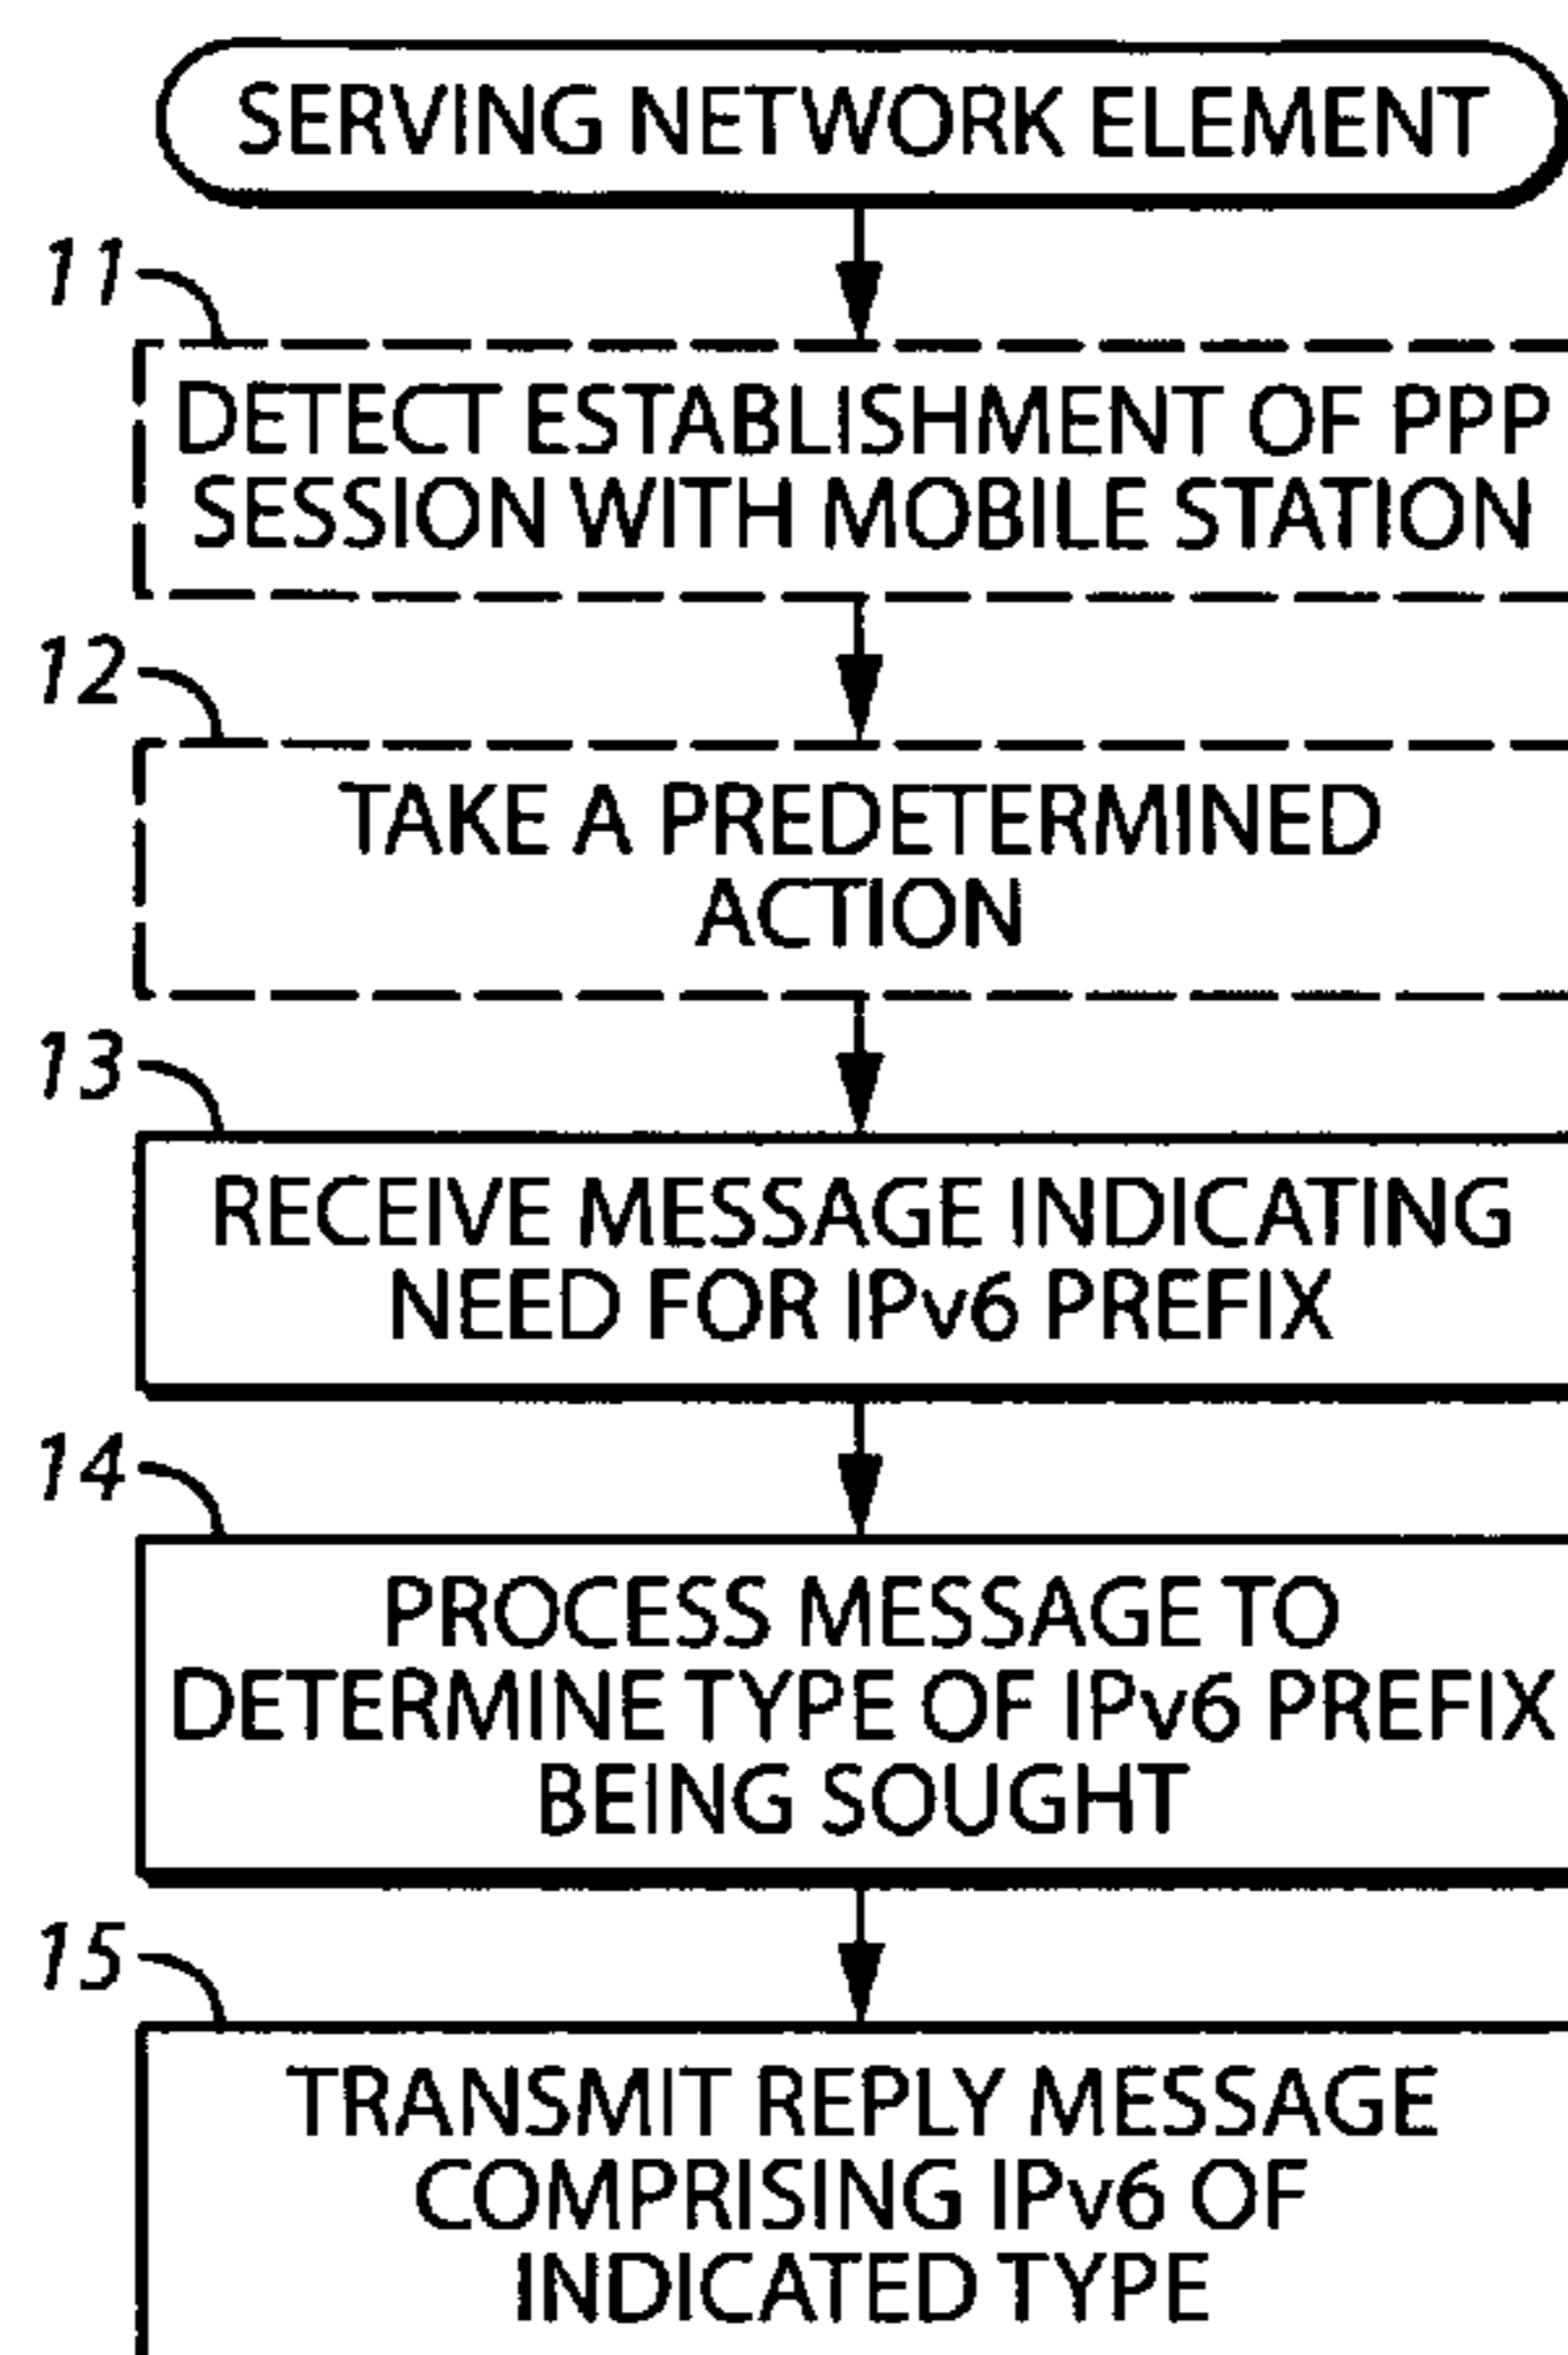 SERVING NETWORK ELEMENT
11
DETECT ESTABLISHMENT OF PPP
SESSION WITH MOBILE STATION
12
TAKE A PREDETERMINED
ACTION
13
RECEIVE MESSAGE INDICATING
NEED FOR IPv6 PREFIX
14
PROCESS MESSAGE TO
DETERMINE TYPE OF IPv6 PREFIX
BEING SOUGHT
15
TRANSMIT REPLY MESSAGE
COMPRISING IPv6 OF
INDICATED TYPE